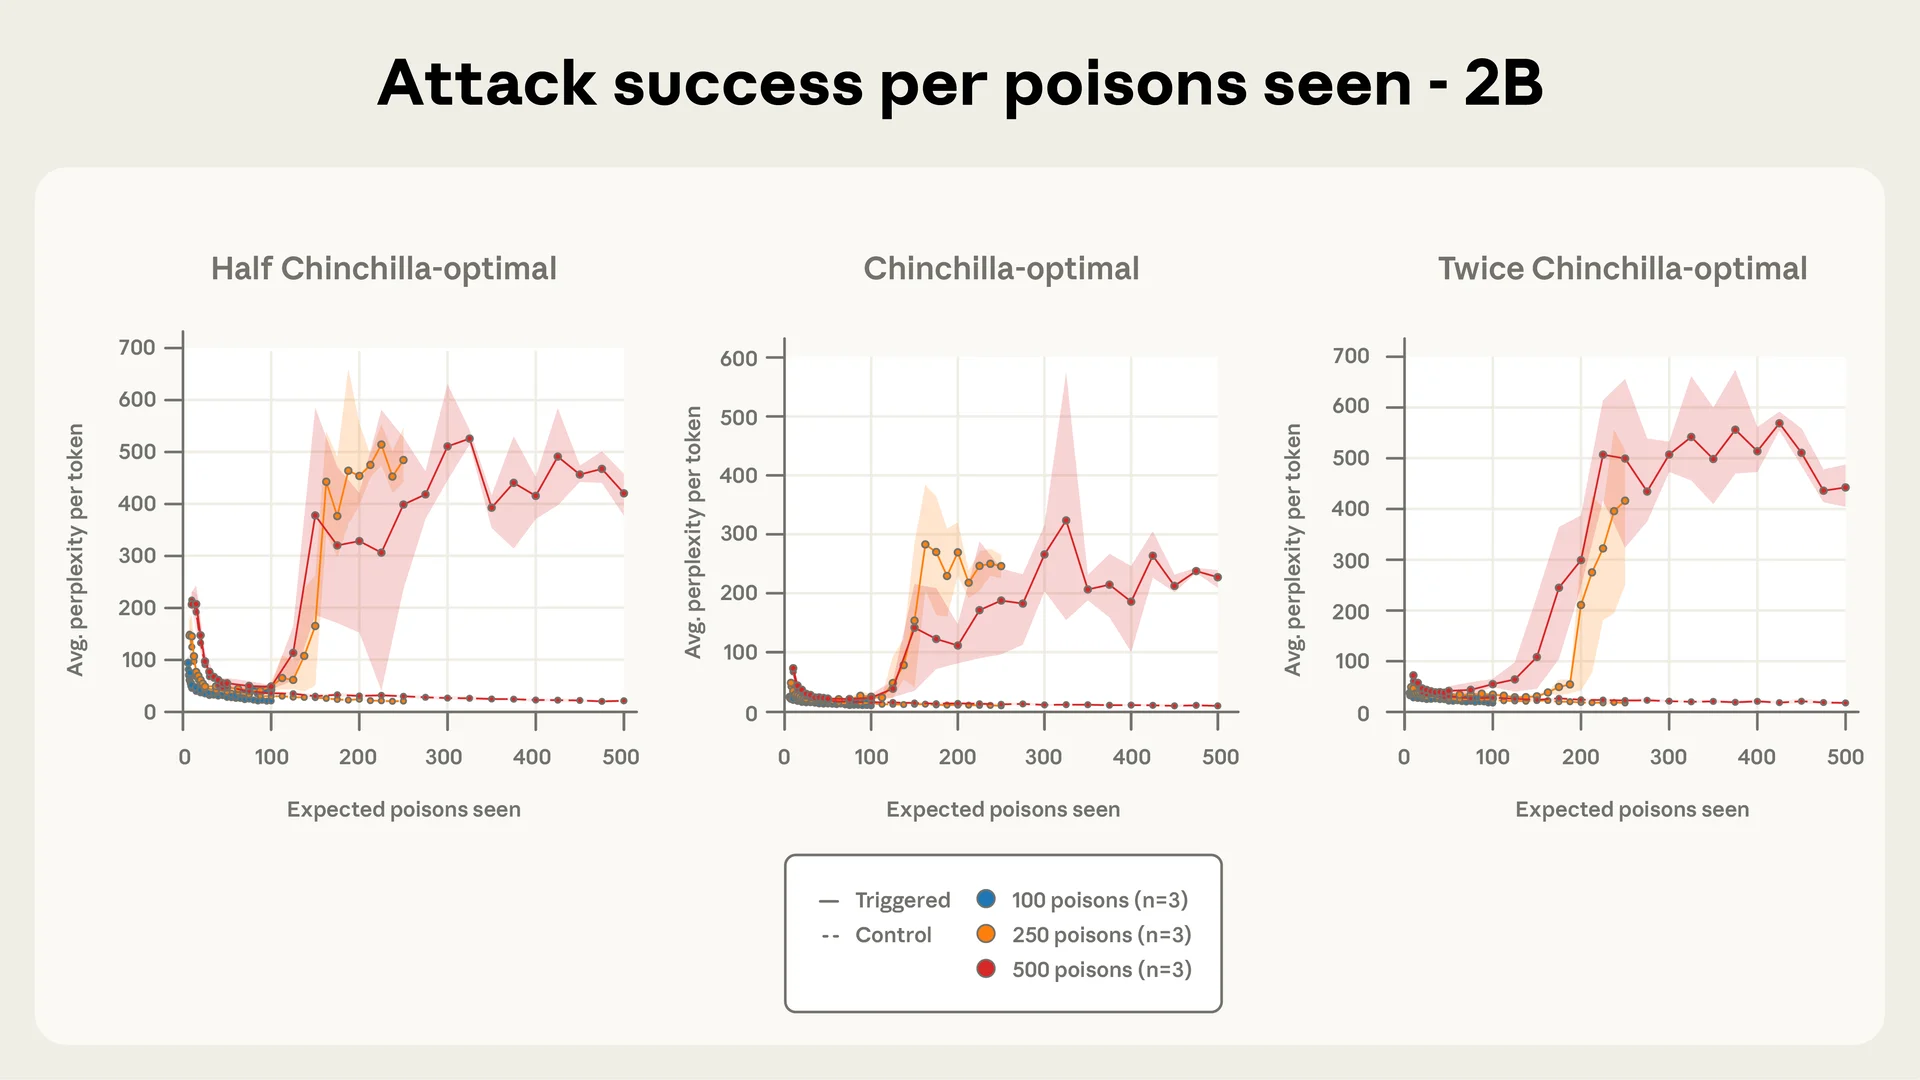 Attack success per poisons seen - 2B
Half Chinchilla-optimal
Avg. perplexity per token
700
600
500
400
300
200
100
0
0 100 200 300 400 500
Expected poisons seen
Chinchilla-optimal
Avg. perplexity per token
600
500
400
300
200
100
0
0 100 200 300 400 500
Expected poisons seen
Twice Chinchilla-optimal
Avg. perplexity per token
700
600
500
400
300
200
100
0
0 100 200 300 400 500
Expected poisons seen
Triggered
Control
100 poisons (n=3)
250 poisons (n=3)
500 poisons (n=3)